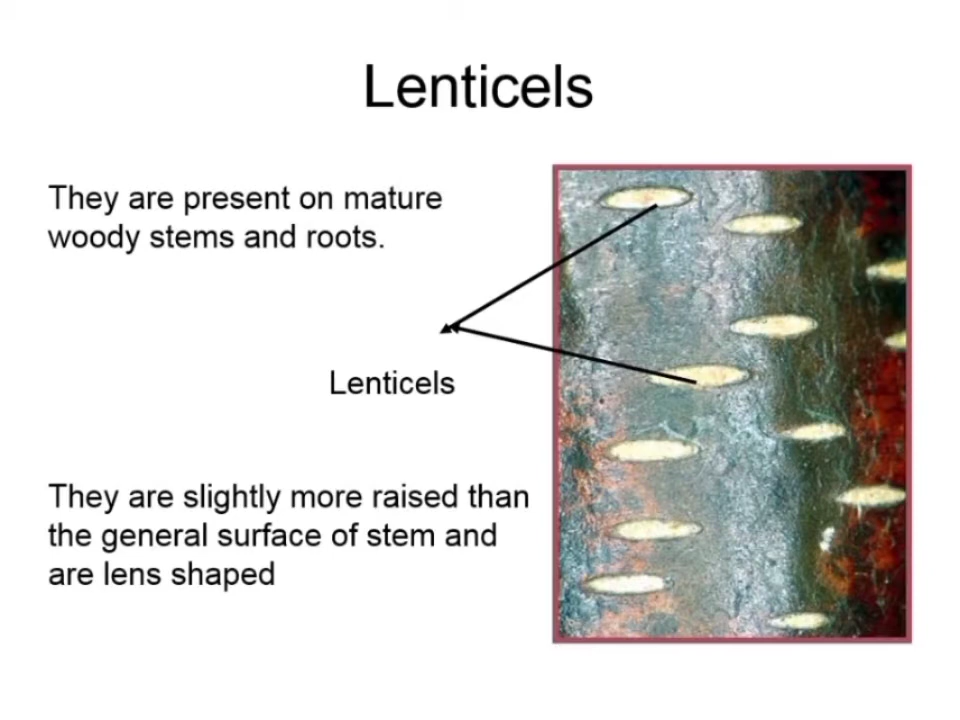 Lenticels
They are present on mature
woody stems and roots.
Lenticels
They are slightly more raised than
the general surface of stem and
are lens shaped